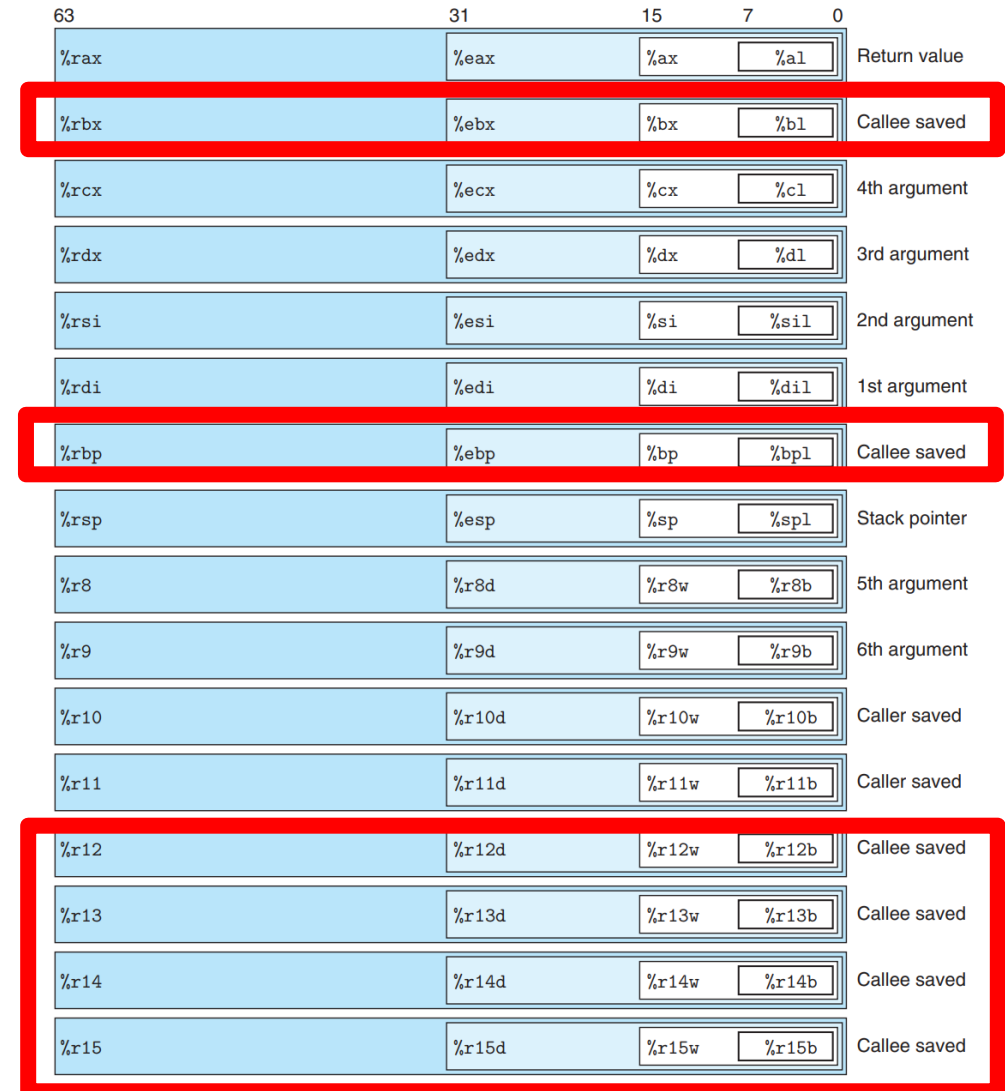 63 31 15 7 0
%rax %eax %ax %al Return value
%rbx %ebx %bx %bl Callee saved
%rcx %ecx %cx %cl 4th argument
%rdx %edx %dx %dl 3rd argument
%rsi %esi %si %sil 2nd argument
%rdi %edi %di %dil 1st argument
%rbp %ebp %bp %bpl Callee saved
%rsp %esp %sp %spl Stack pointer
%r8 %r8d %r8w %r8b 5th argument
%r9 %r9d %r9w %r9b 6th argument
%r10 %r10d %r10w %r10b Caller saved
%r11 %r11d %r11w %r11b Caller saved
%r12 %r12d %r12w %r12b Callee saved
%r13 %r13d %r13w %r13b Callee saved
%r14 %r14d %r14w %r14b Callee saved
%r15 %r15d %r15w %r15b Callee saved